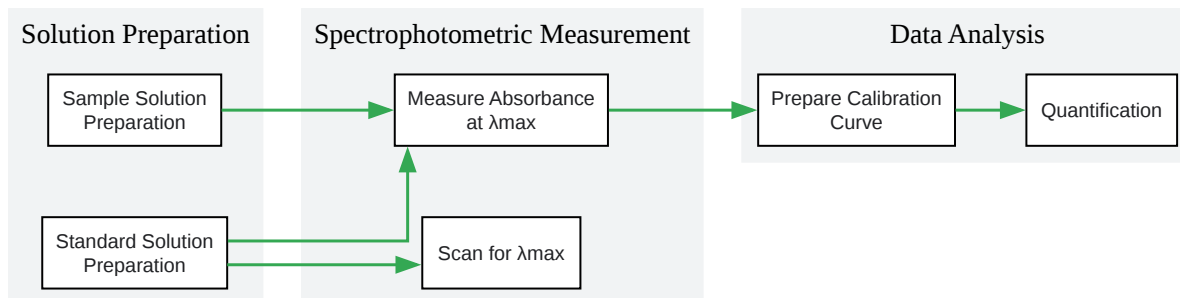 Solution Preparation
Sample Solution
Preparation
Standard Solution
Preparation
Spectrophotometric Measurement
Measure Absorbance
at λmax
Scan for λmax
Data Analysis
Prepare Calibration
Curve
Quantification